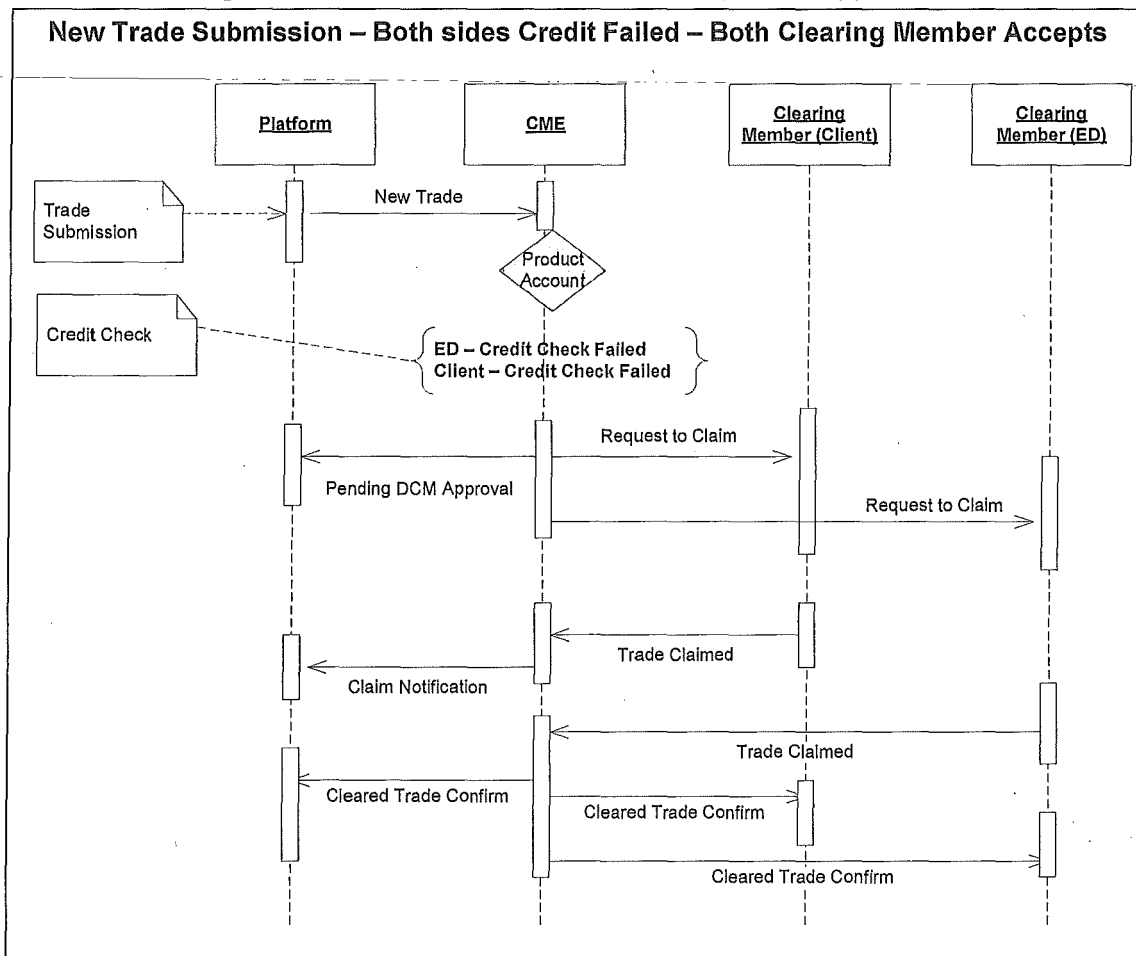 New Trade Submission – Both sides Credit Failed – Both Clearing Member Accepts
Platform
CME
Clearing
Member (Client)
Clearing
Member (ED)
Trade
Submission
New Trade
Product
Account
Credit Check
ED – Credit Check Failed
Client – Credit Check Failed
Request to Claim
Pending DCM Approval
Request to Claim
Trade Claimed
Claim Notification
Trade Claimed
Cleared Trade Confirm
Cleared Trade Confirm
Cleared Trade Confirm